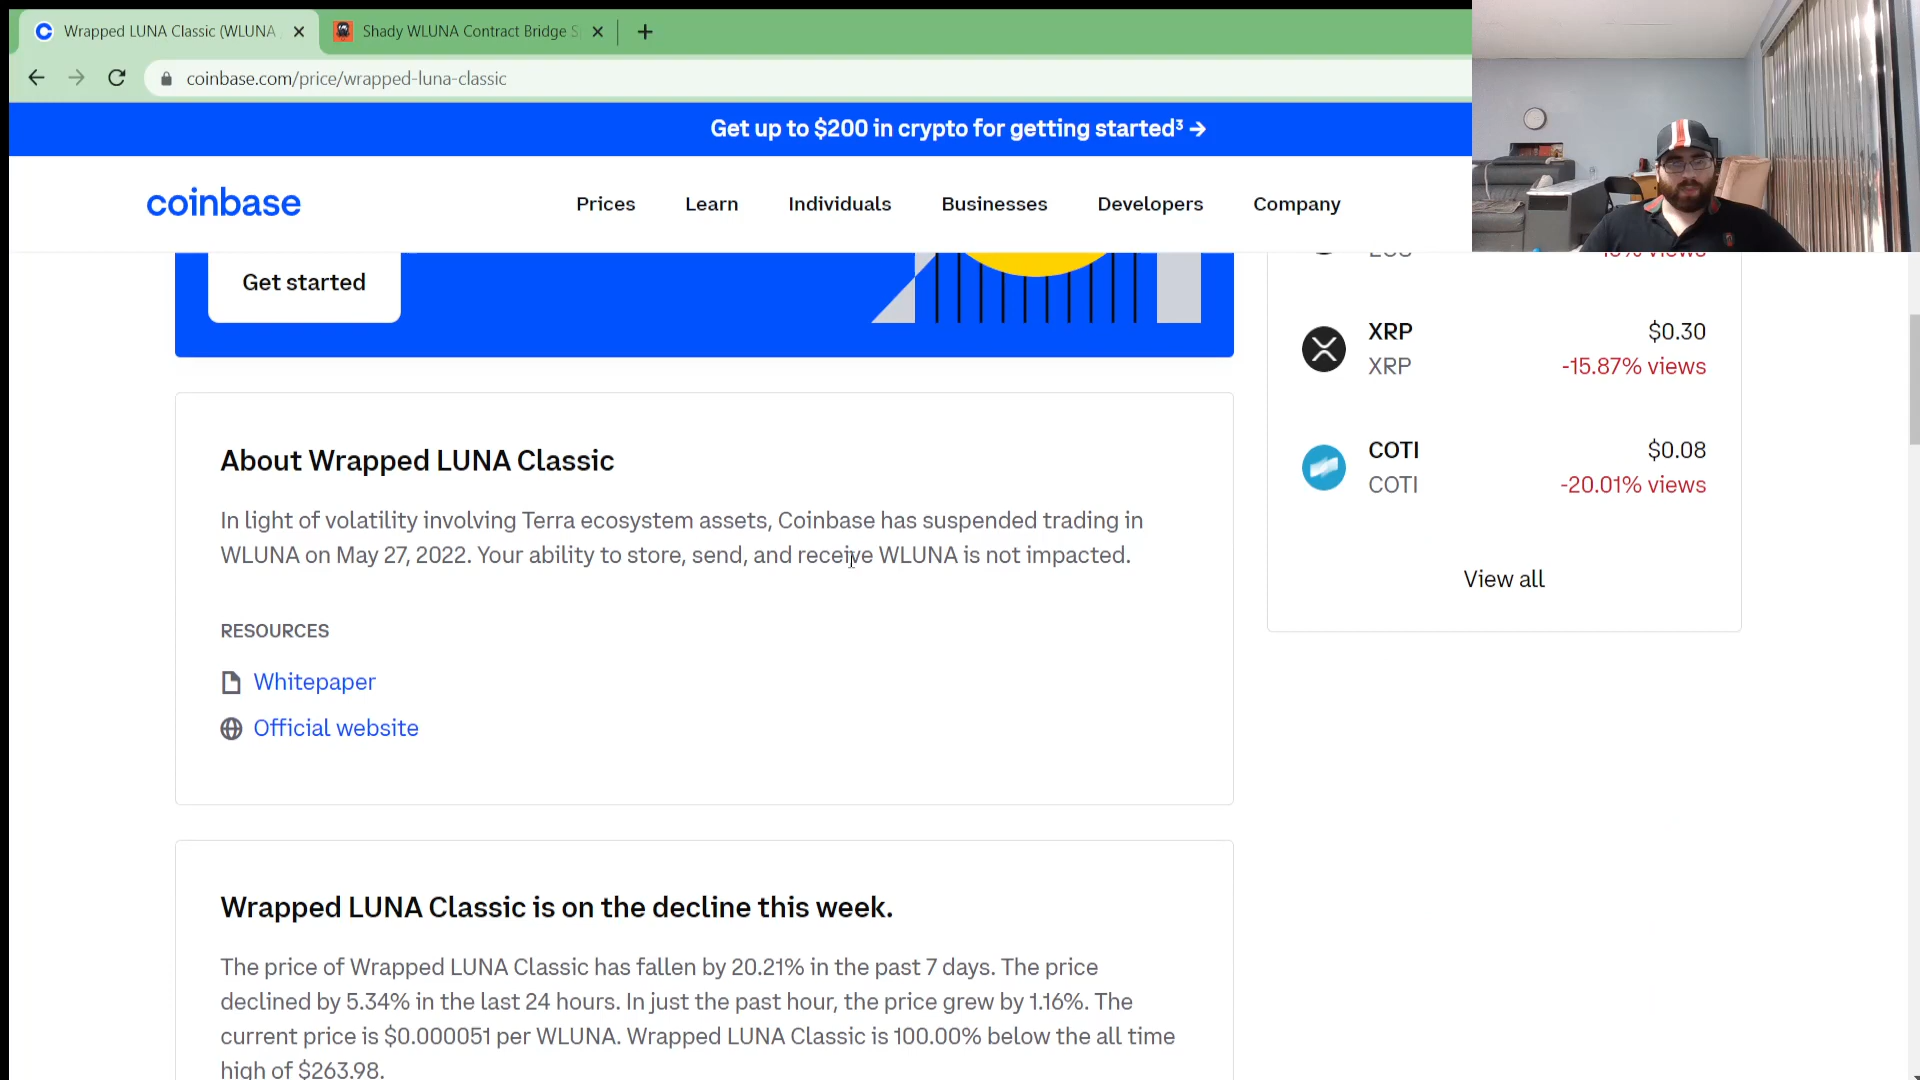 Wrapped LUNA Classic (WLUNA
Shady WLUNA Contract Bridge S
coinbase.com/price/wrapped-luna-classic
Get up to $200 in crypto for getting started³ →
coinbase
Prices
Learn
Individuals
Businesses
Developers
Company
Get started
XRP
$0.30
XRP
-15.87% views
COTI
$0.08
COTI
-20.01% views
View all
About Wrapped LUNA Classic
In light of volatility involving Terra ecosystem assets, Coinbase has suspended trading in
WLUNA on May 27, 2022. Your ability to store, send, and receive WLUNA is not impacted.
RESOURCES
Whitepaper
Official website
Wrapped LUNA Classic is on the decline this week.
The price of Wrapped LUNA Classic has fallen by 20.21% in the past 7 days. The price
declined by 5.34% in the last 24 hours. In just the past hour, the price grew by 1.16%. The
current price is $0.000051 per WLUNA. Wrapped LUNA Classic is 100.00% below the all time
high of $263.98.